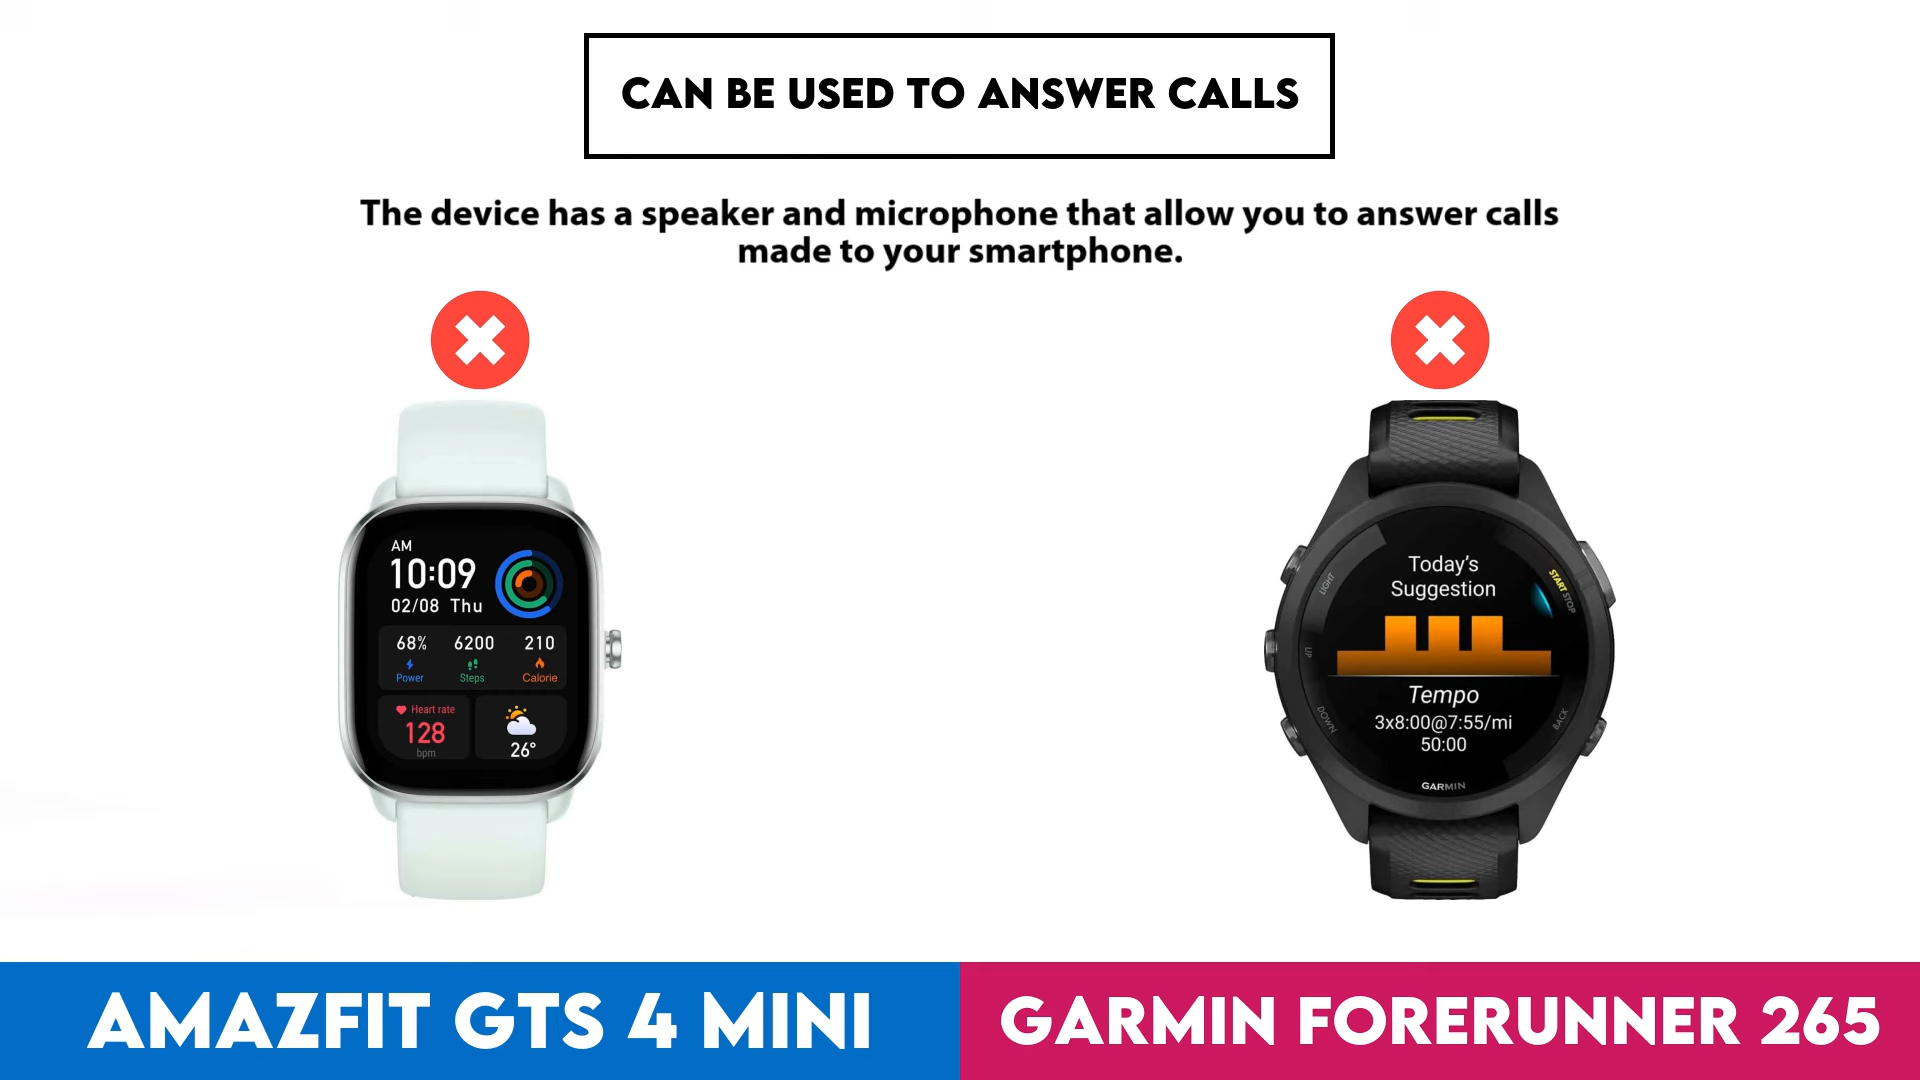 CAN BE USED TO ANSWER CALLS
The device has a speaker and microphone that allow you to answer calls
made to your smartphone.
AM
10:09
02/08 Thu
68% 6200 210
Power Steps Calorie
Heart rate
128
bpm
26°
Today's
Suggestion
LIGHT
START STOP
UP
Tempo
DOWN
BACK
3x8:00@7:55/mi
50:00
GARMIN
AMAZFIT GTS 4 MINI
GARMIN FORERUNNER 265